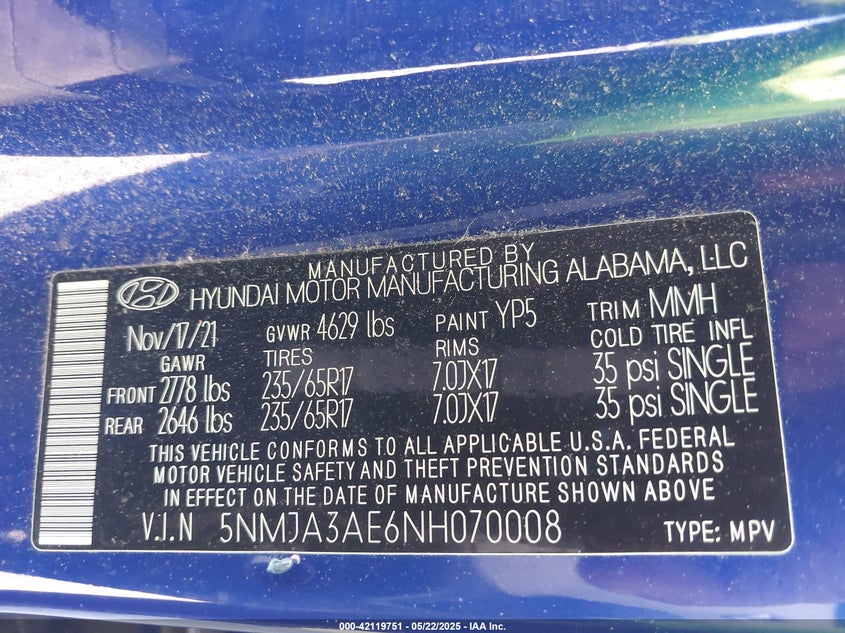 MANUFACTURED BY
HYUNDAI MOTOR MANUFACTURING ALABAMA, LLC
Nov/17/21 GVWR 4629 lbs PAINT YP5 TRIM MMH
GAWR TIRES RIMS COLD TIRE INFL
FRONT 2778 lbs 235/65R17 7.0JX17 35 psi SINGLE
REAR 2646 lbs 235/65R17 7.0JX17 35 psi SINGLE
THIS VEHICLE CONFORMS TO ALL APPLICABLE U.S.A. FEDERAL
MOTOR VEHICLE SAFETY AND THEFT PREVENTION STANDARDS
IN EFFECT ON THE DATE OF MANUFACTURE SHOWN ABOVE
V.I.N 5NMJA3AE6NH070008 TYPE: MPV
000-42119751 - 05/22/2025 - IAA Inc.